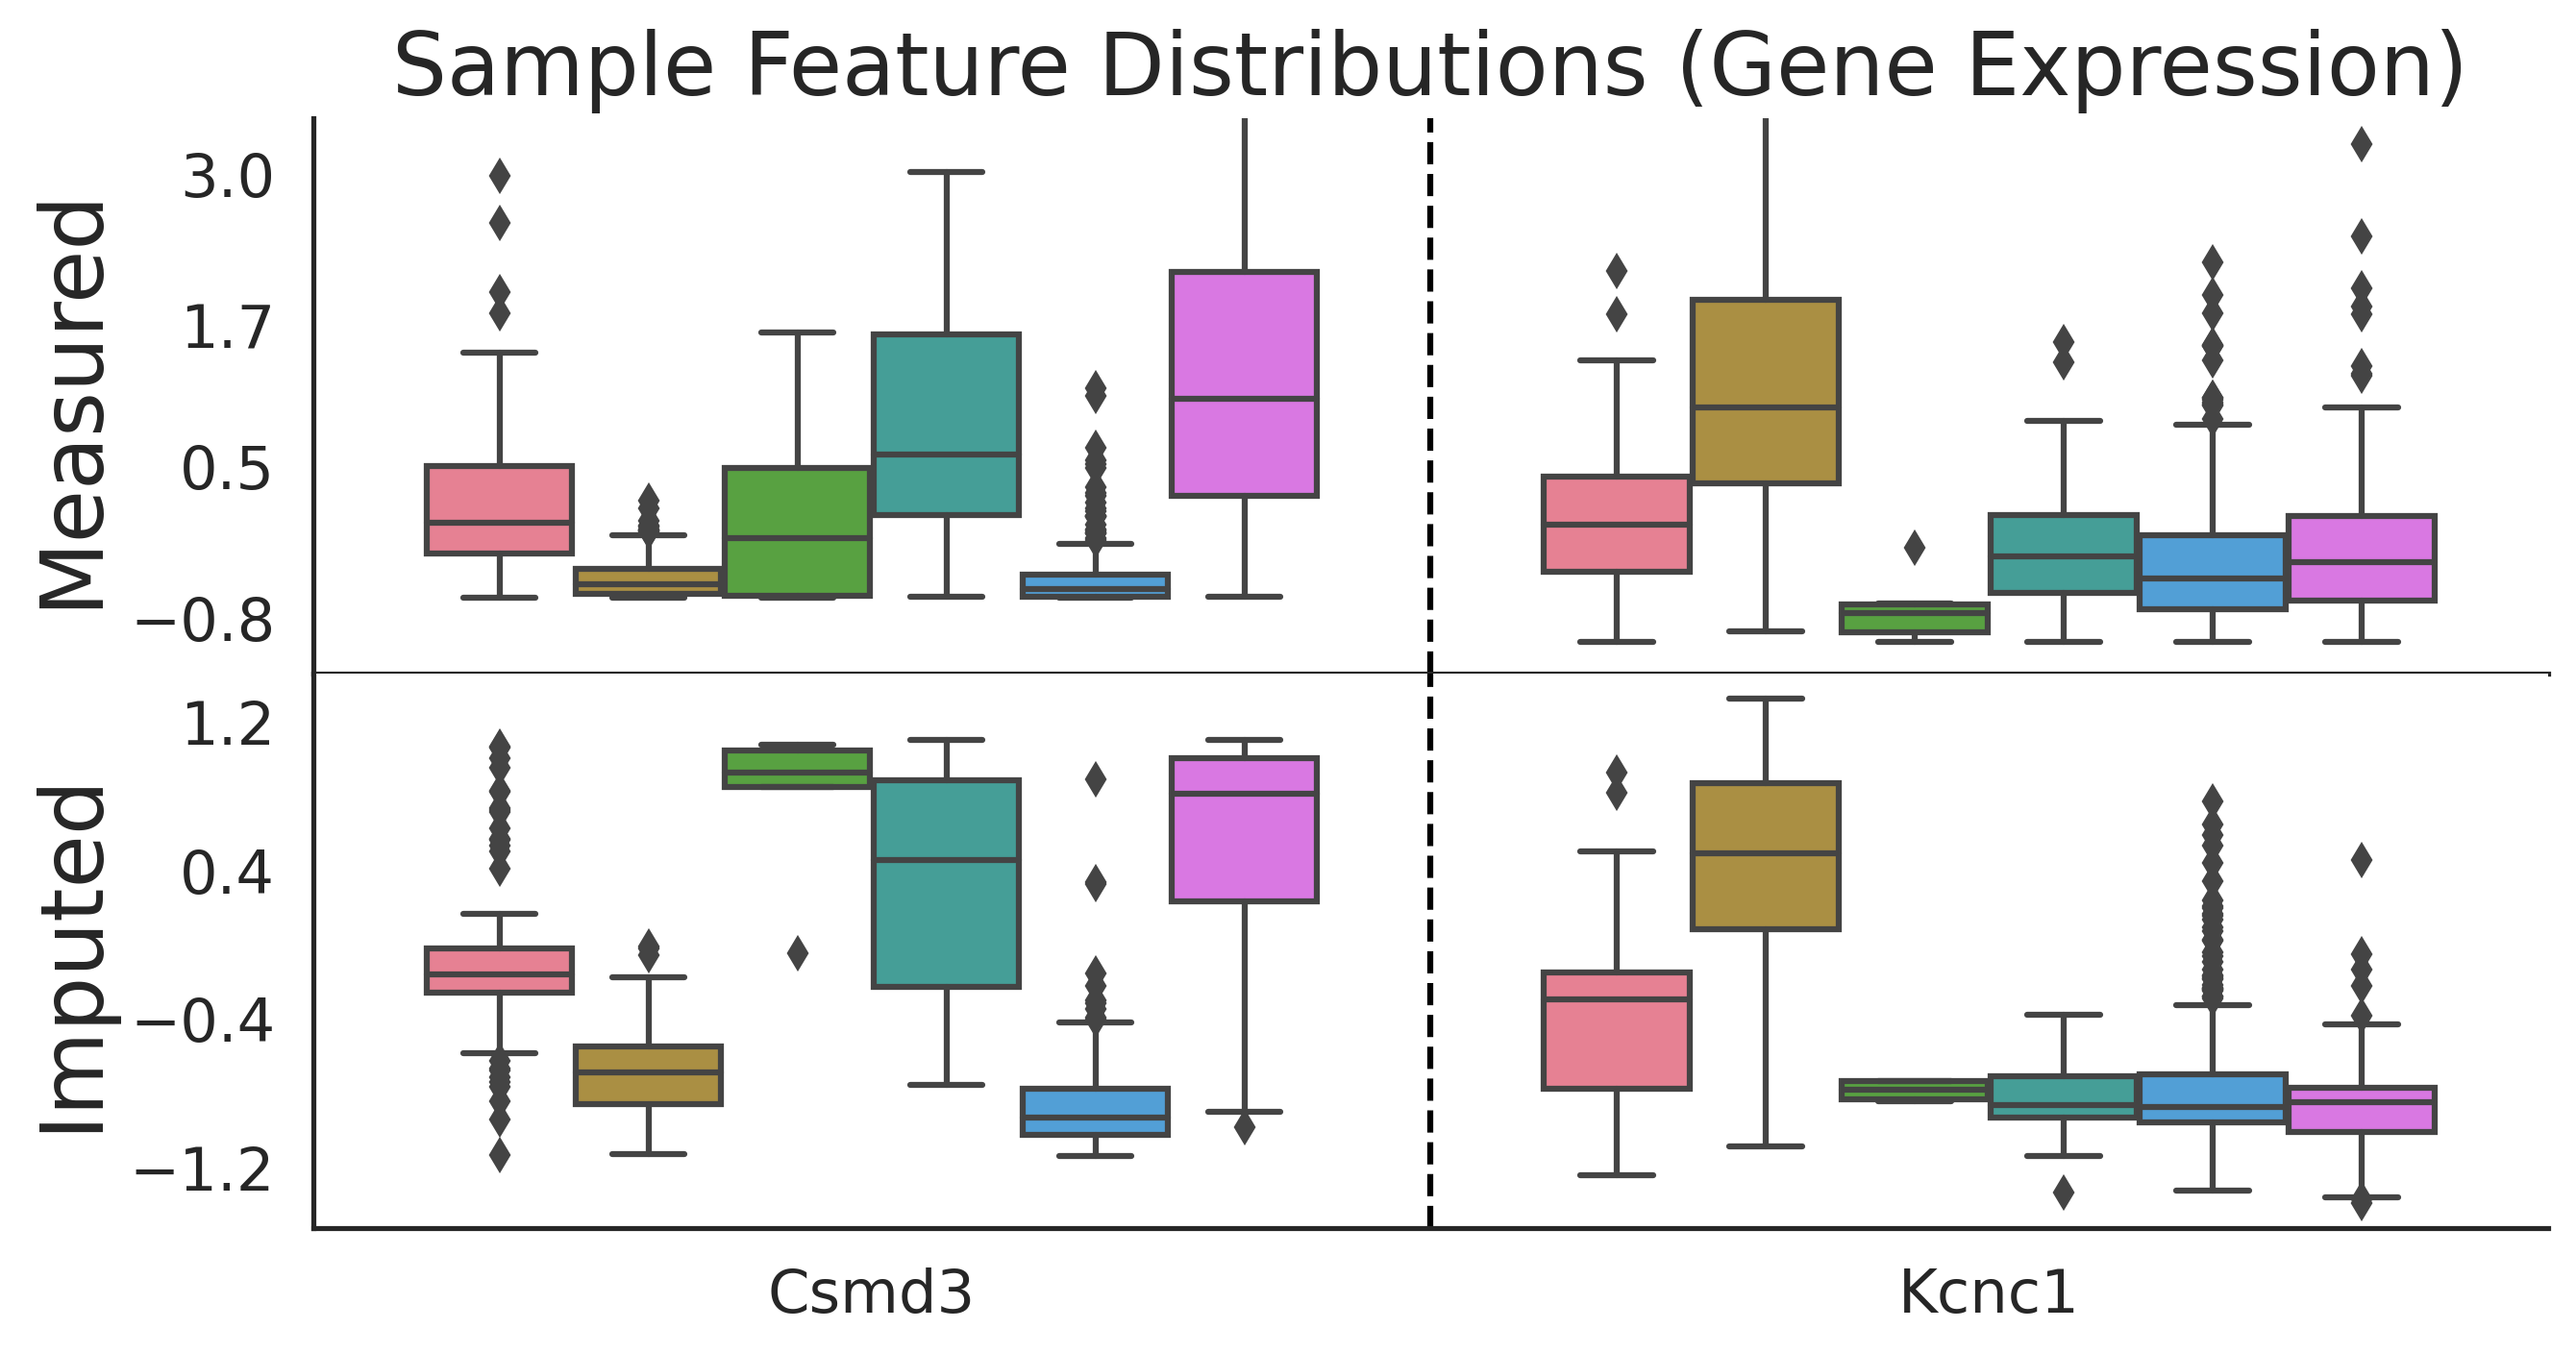 Sample Feature Distributions (Gene Expression)
Measured
3.0
1.7
0.5
−0.8
Imputed
1.2
0.4
−0.4
−1.2
Csmd3
Kcnc1